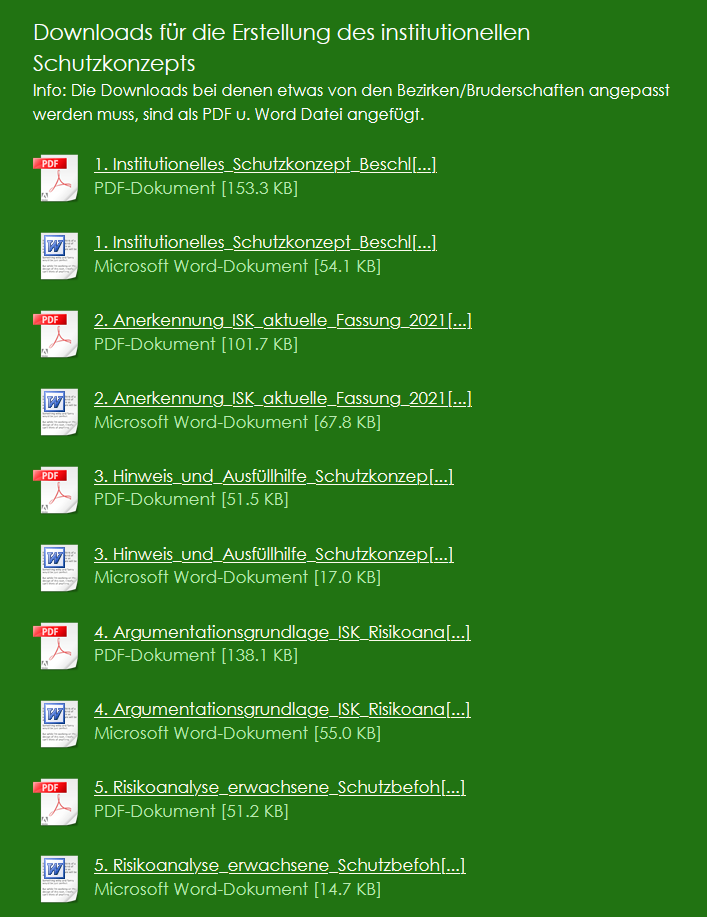 Downloads für die Erstellung des institutionellen
Schutzkonzepts
Info: Die Downloads bei denen etwas von den Bezirken/Bruderschaften angepasst
werden muss, sind als PDF u. Word Datei angefügt.
PDF
1. Institutionelles_Schutzkonzept_Beschl[...]
PDF-Dokument [153.3 KB]
1. Institutionelles_Schutzkonzept_Beschl[...]
Microsoft Word-Dokument [54.1 KB]
PDF
2. Anerkennung_ISK_aktuelle_Fassung_2021[...]
PDF-Dokument [101.7 KB]
2. Anerkennung_ISK_aktuelle_Fassung_2021[...]
Microsoft Word-Dokument [67.8 KB]
PDF
3. Hinweis_und_Ausfüllhilfe_Schutzkonzep[...]
PDF-Dokument [51.5 KB]
3. Hinweis_und_Ausfüllhilfe_Schutzkonzep[...]
Microsoft Word-Dokument [17.0 KB]
PDF
4. Argumentationsgrundlage_ISK_Risikoana[...]
PDF-Dokument [138.1 KB]
4. Argumentationsgrundlage_ISK_Risikoana[...]
Microsoft Word-Dokument [55.0 KB]
PDF
5. Risikoanalyse_erwachsene_Schutzbefoh[...]
PDF-Dokument [51.2 KB]
5. Risikoanalyse_erwachsene_Schutzbefoh[...]
Microsoft Word-Dokument [14.7 KB]